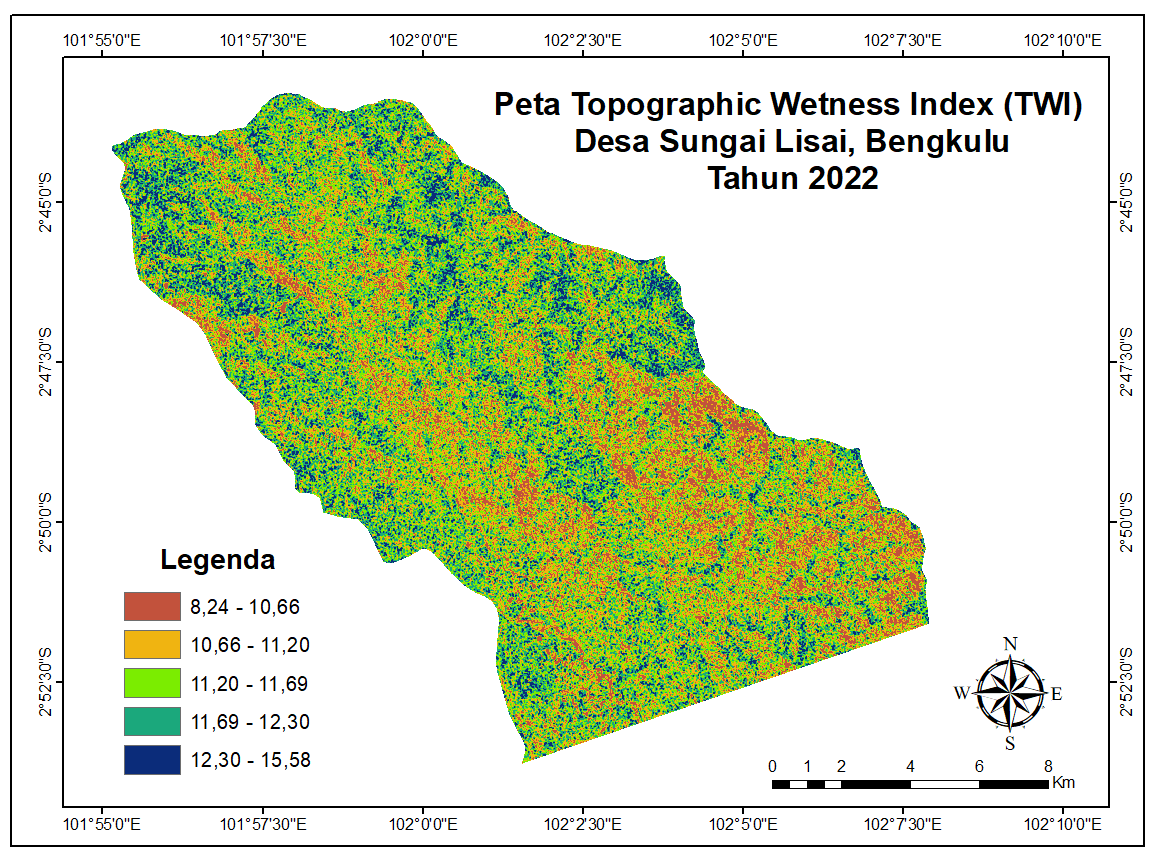 101°55'0"E 101°57'30"E 102°0'0"E 102°2'30"E 102°5'0"E 102°7'30"E 102°10'0"E
Peta Topographic Wetness Index (TWI)
Desa Sungai Lisai, Bengkulu
Tahun 2022
2°45'0"S 2°45'0"S
2°47'30"S 2°47'30"S
2°50'0"S 2°50'0"S
2°52'30"S 2°52'30"S
Legenda
8,24 - 10,66
10,66 - 11,20
11,20 - 11,69
11,69 - 12,30
12,30 - 15,58
N
W E
S
0 1 2 4 6 8
Km
101°55'0"E 101°57'30"E 102°0'0"E 102°2'30"E 102°5'0"E 102°7'30"E 102°10'0"E